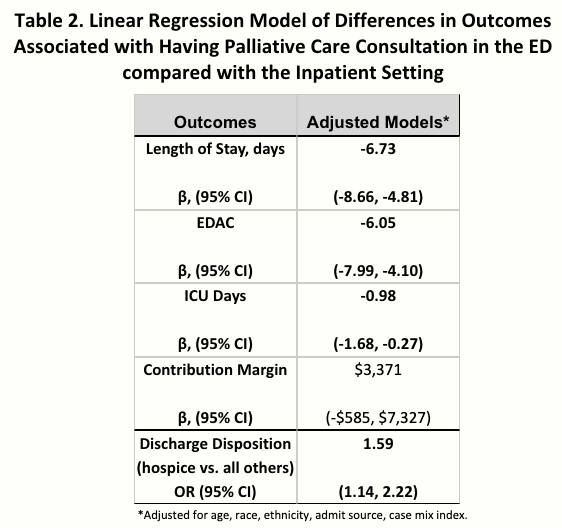 Table 2. Linear Regression Model of Differences in Outcomes
Associated with Having Palliative Care Consultation in the ED
compared with the Inpatient Setting
Outcomes Adjusted Models*
Length of Stay, days -6.73
β, (95% CI) (-8.66, -4.81)
EDAC -6.05
β, (95% CI) (-7.99, -4.10)
ICU Days -0.98
β, (95% CI) (-1.68, -0.27)
Contribution Margin $3,371
β, (95% CI) (-$585, $7,327)
Discharge Disposition 1.59
(hospice vs. all others)
OR (95% CI) (1.14, 2.22)
*Adjusted for age, race, ethnicity, admit source, case mix index.